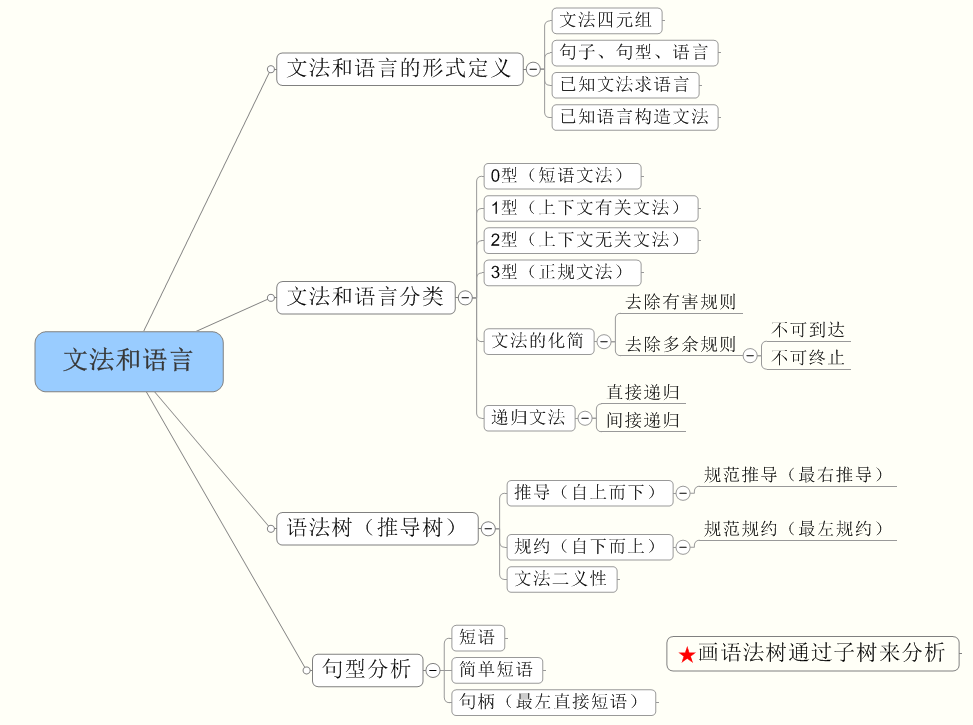 文法和语言
文法和语言的形式定义
文法四元组
句子、句型、语言
已知文法求语言
已知语言构造文法
文法和语言分类
0型（短语文法）
1型（上下文有关文法）
2型（上下文无关文法）
3型（正规文法）
文法的化简
去除有害规则
去除多余规则
不可到达
不可终止
递归文法
直接递归
间接递归
语法树（推导树）
推导（自上而下）
规范推导（最右推导）
规约（自下而上）
规范规约（最左规约）
文法二义性
句型分析
短语
简单短语
句柄（最左直接短语）
★画语法树通过子树来分析